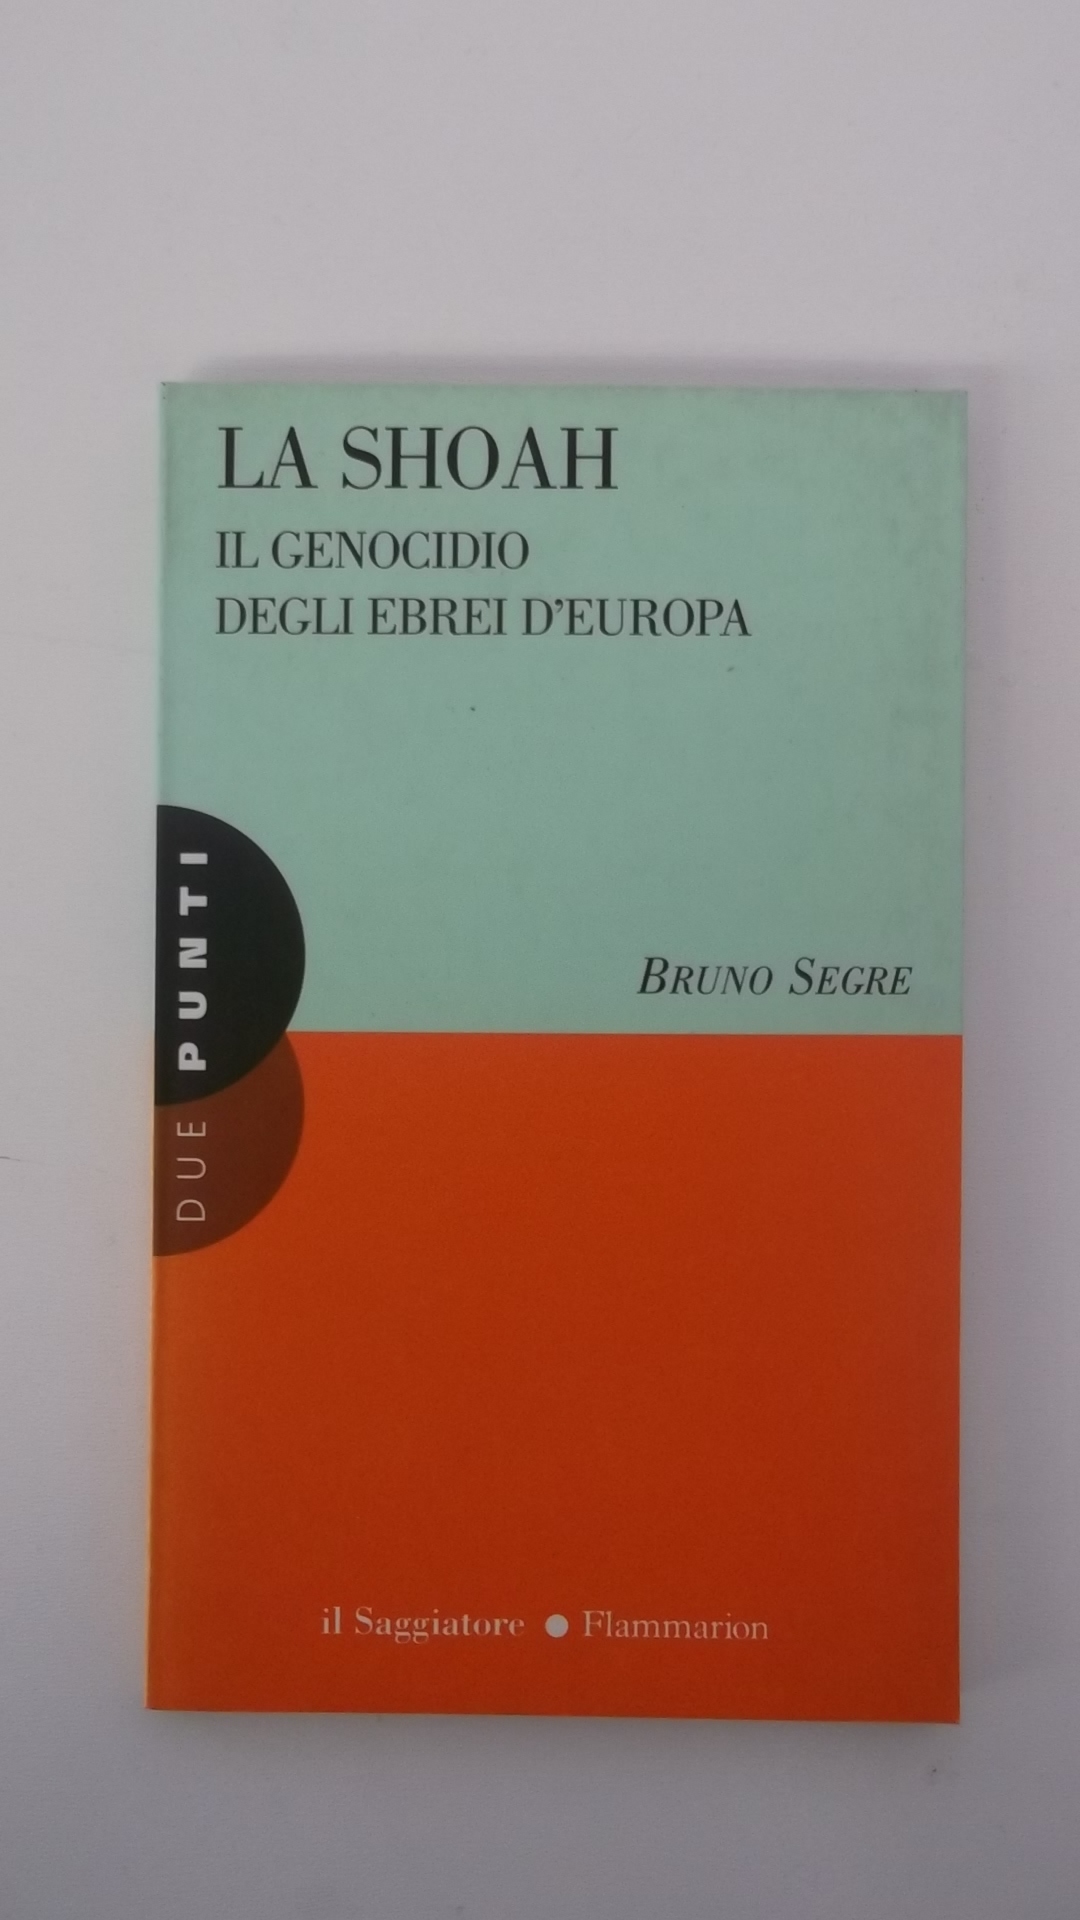 LA SHOAH
IL GENOCIDIO
DEGLI EBREI D'EUROPA
BRUNO SEGRE
DUE PUNTI
il Saggiatore ● Flammarion